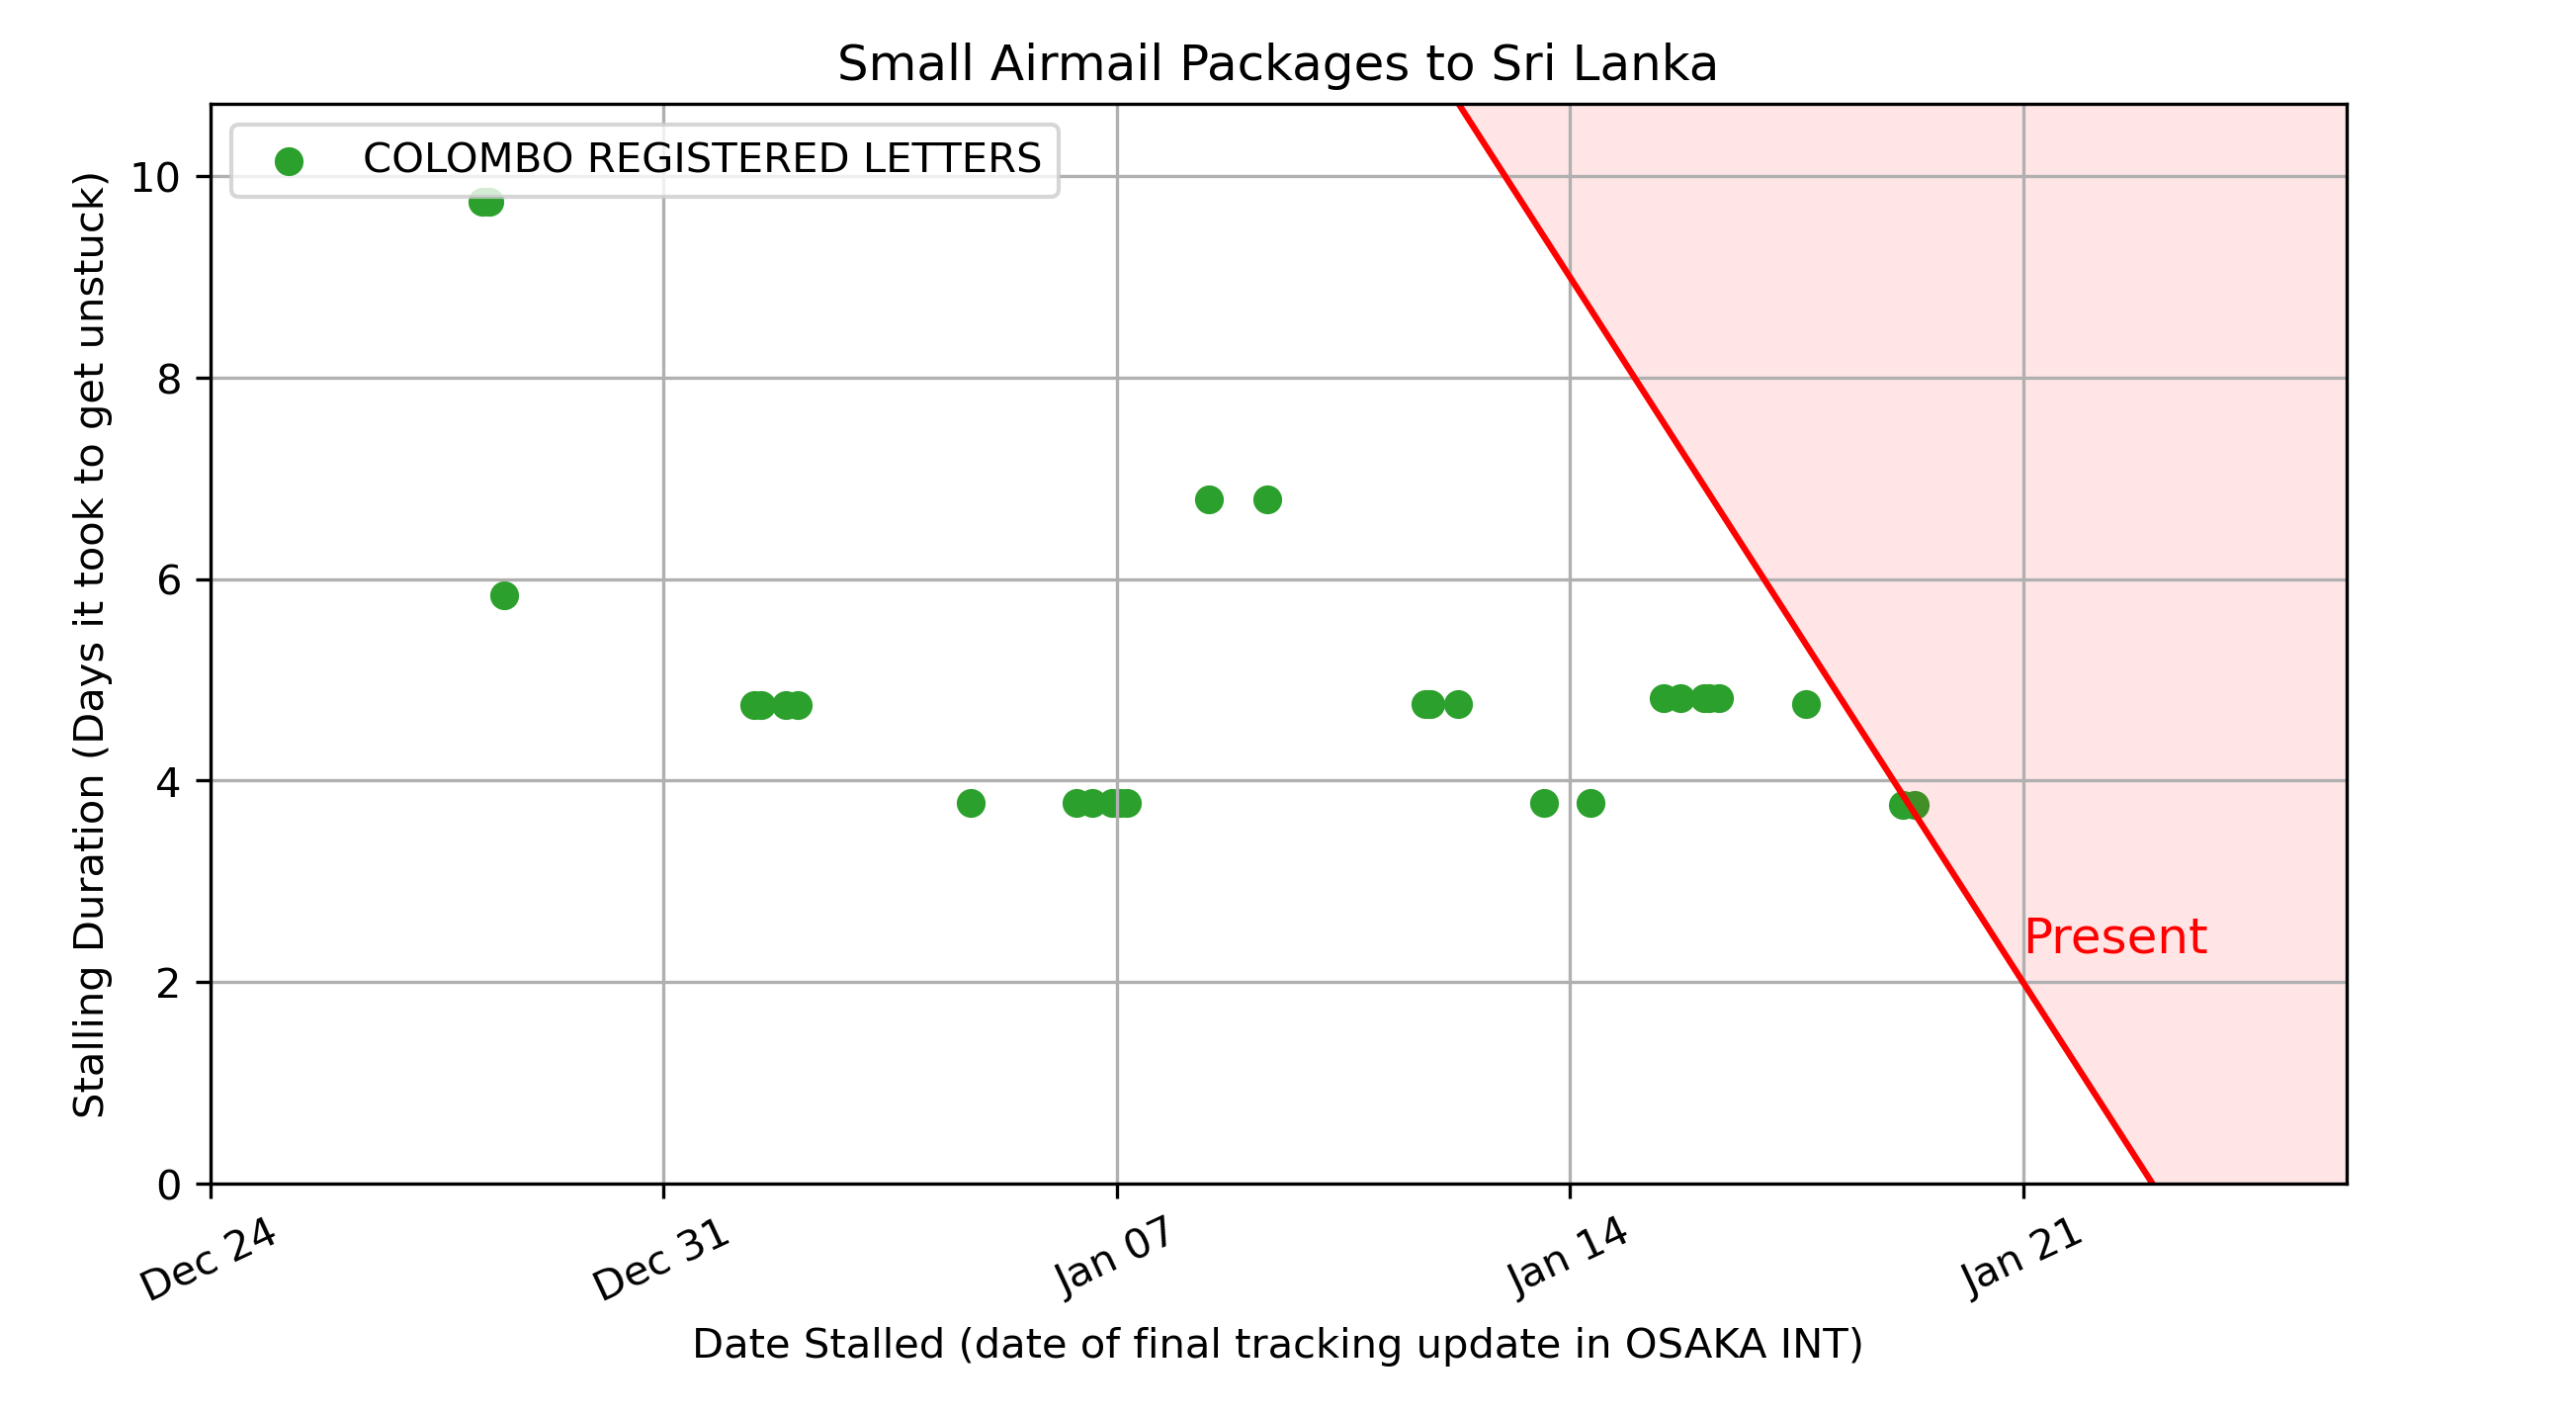 Small Airmail Packages to Sri Lanka
COLOMBO REGISTERED LETTERS
Stalling Duration (Days it took to get unstuck)
10
8
6
4
2
0
Present
Dec 24
Dec 31
Jan 07
Jan 14
Jan 21
Date Stalled (date of final tracking update in OSAKA INT)